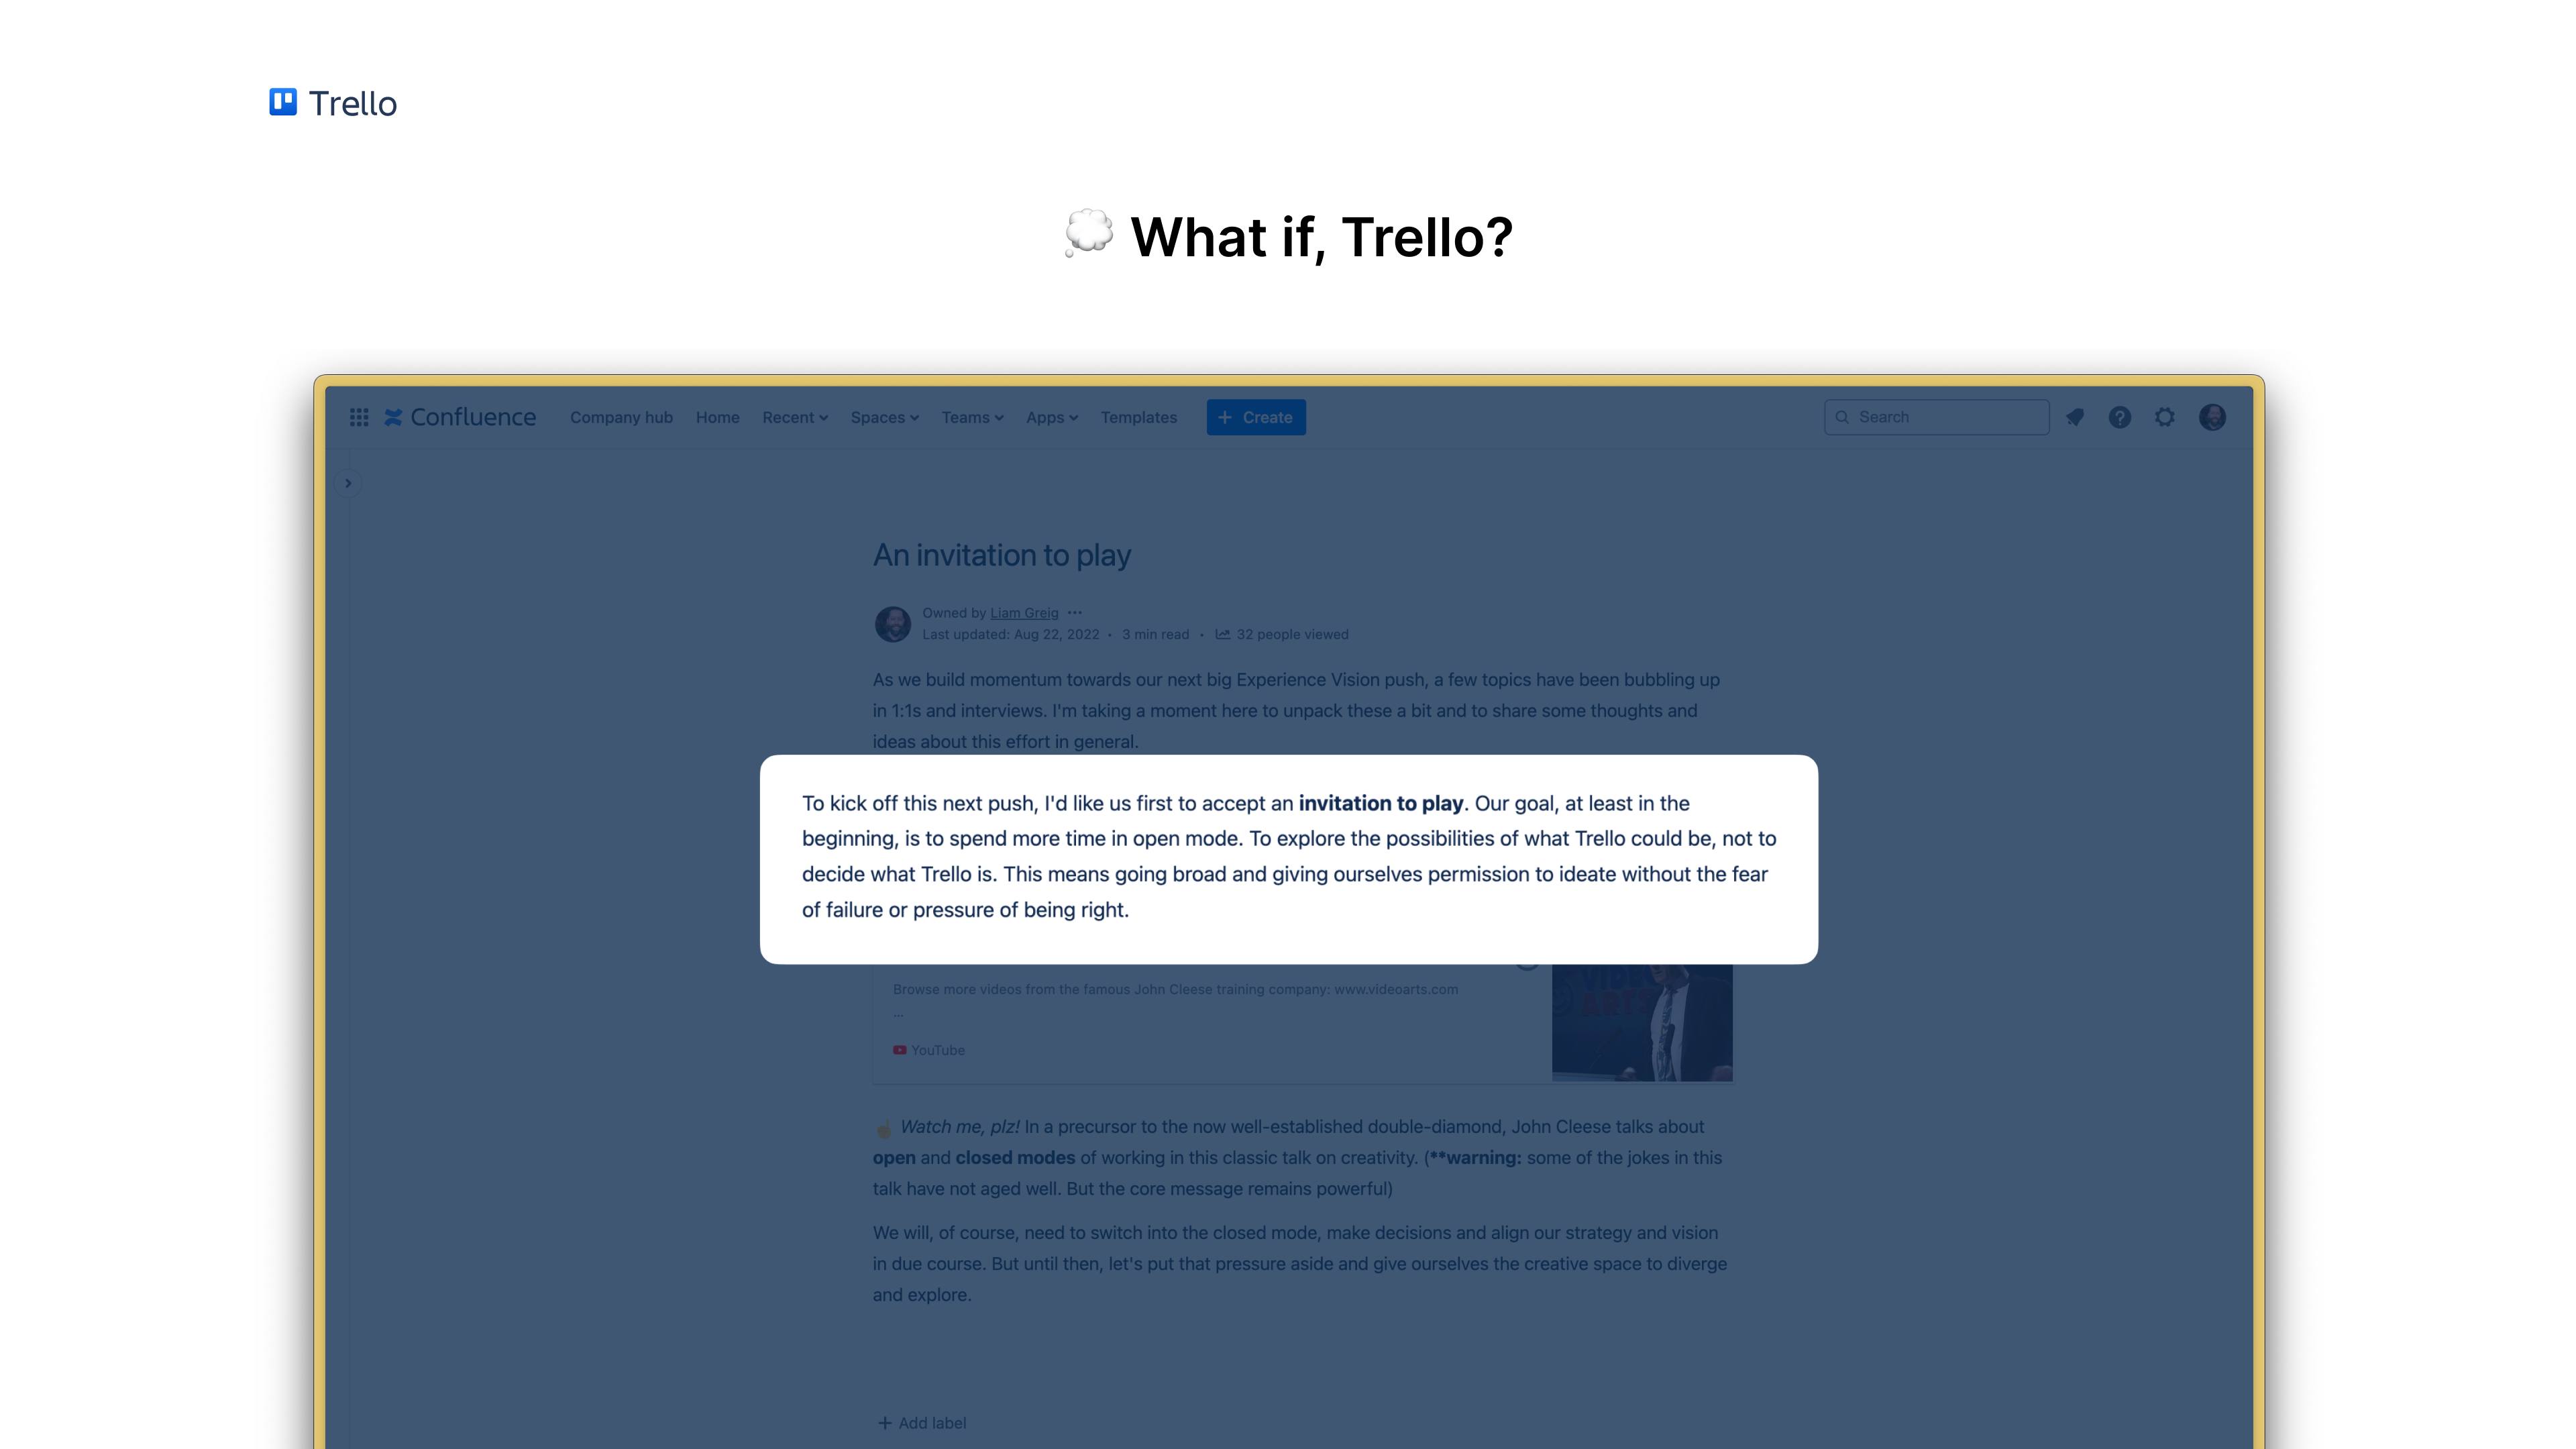 Trello
💭 What if, Trello?
Confluence Company hub Home Recent Spaces Teams Apps Templates + Create Search
An invitation to play
Owned by Liam Greig ···
Last updated: Aug 22, 2022 • 3 min read • 32 people viewed
As we build momentum towards our next big Experience Vision push, a few topics have been bubbling up
in 1:1s and interviews. I'm taking a moment here to unpack these a bit and to share some thoughts and
ideas about this effort in general.
To kick off this next push, I'd like us first to accept an invitation to play. Our goal, at least in the
beginning, is to spend more time in open mode. To explore the possibilities of what Trello could be, not to
decide what Trello is. This means going broad and giving ourselves permission to ideate without the fear
of failure or pressure of being right.
Browse more videos from the famous John Cleese training company: www.videoarts.com
...
VIDEO
ARTS
YouTube
☝️ Watch me, plz! In a precursor to the now well-established double-diamond, John Cleese talks about
open and closed modes of working in this classic talk on creativity. (**warning: some of the jokes in this
talk have not aged well. But the core message remains powerful)
We will, of course, need to switch into the closed mode, make decisions and align our strategy and vision
in due course. But until then, let's put that pressure aside and give ourselves the creative space to diverge
and explore.
+ Add label